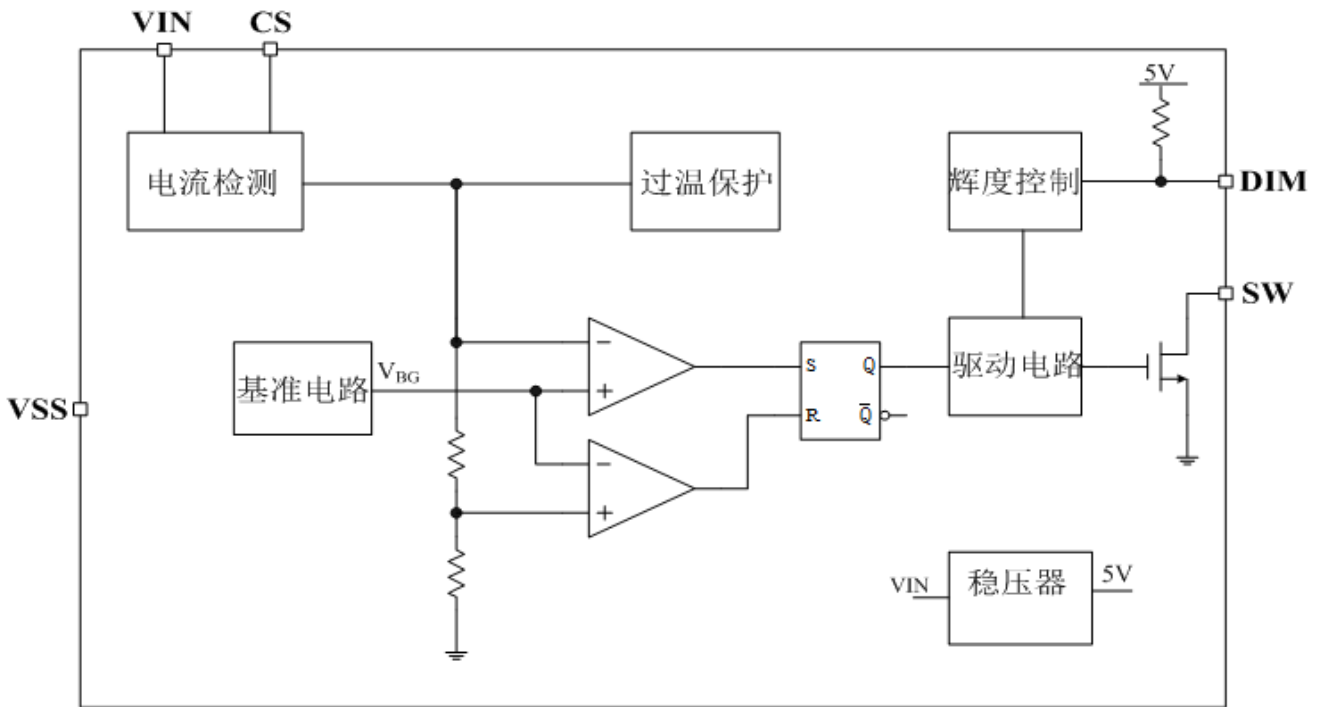 VIN
CS
5V
电流检测
过温保护
辉度控制
DIM
SW
基准电路
VBG
−
+
S
Q
驱动电路
R
Q̅
VSS
−
+
VIN
稳压器
5V